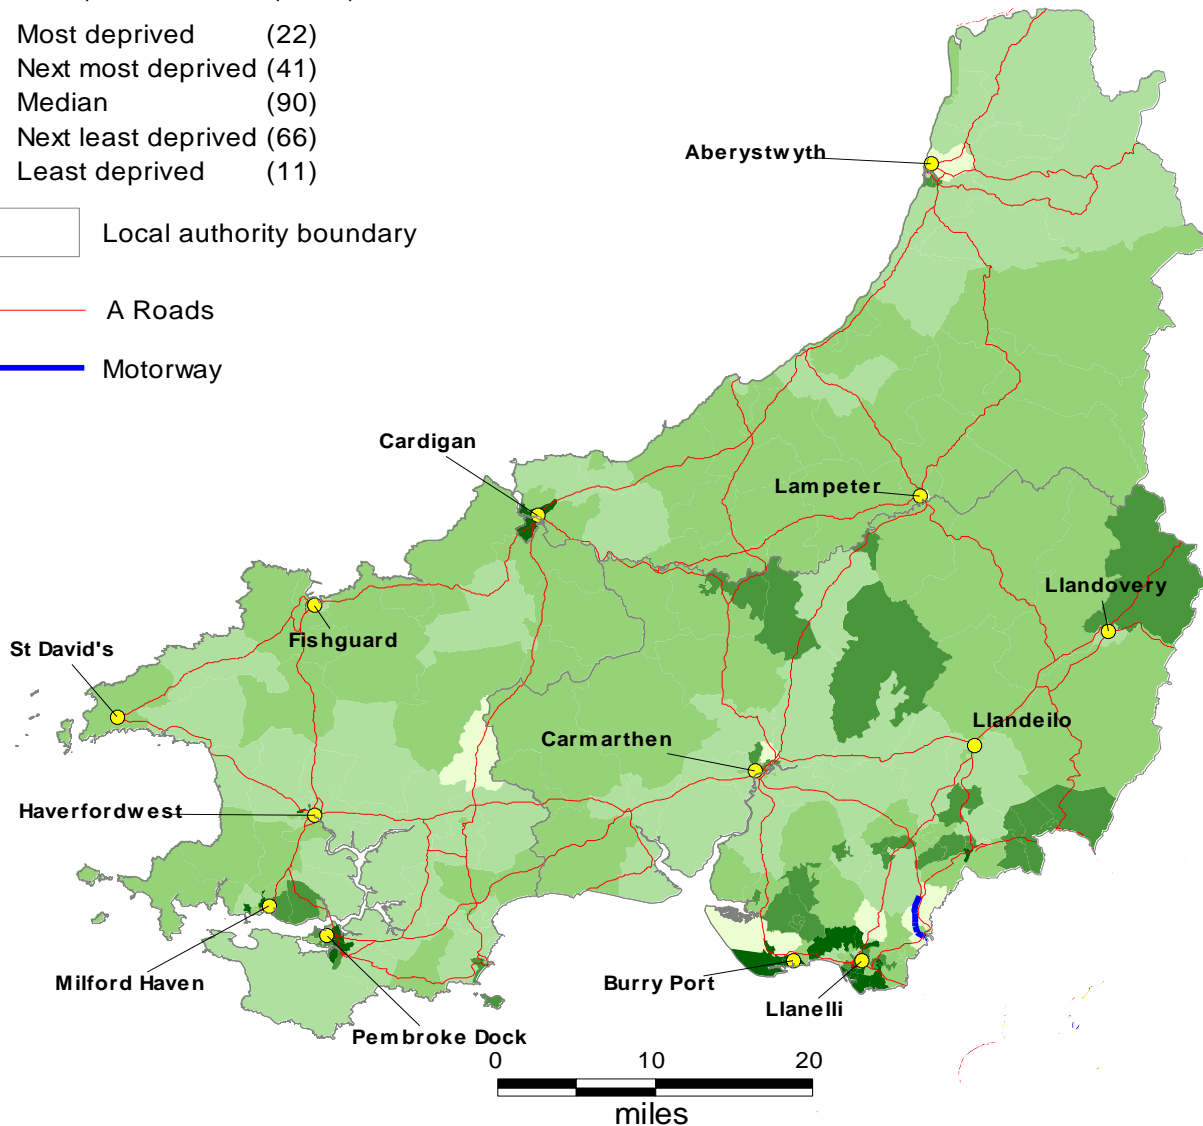 Most deprived (22)
Next most deprived (41)
Median (90)
Next least deprived (66)
Least deprived (11)
Local authority boundary
A Roads
Motorway
Aberystwyth
Cardigan
Lampeter
Llandovery
Fishguard
St David's
Llandeilo
Carmarthen
Haverfordwest
Milford Haven
Burry Port
Llanelli
Pembroke Dock
0 10 20
miles